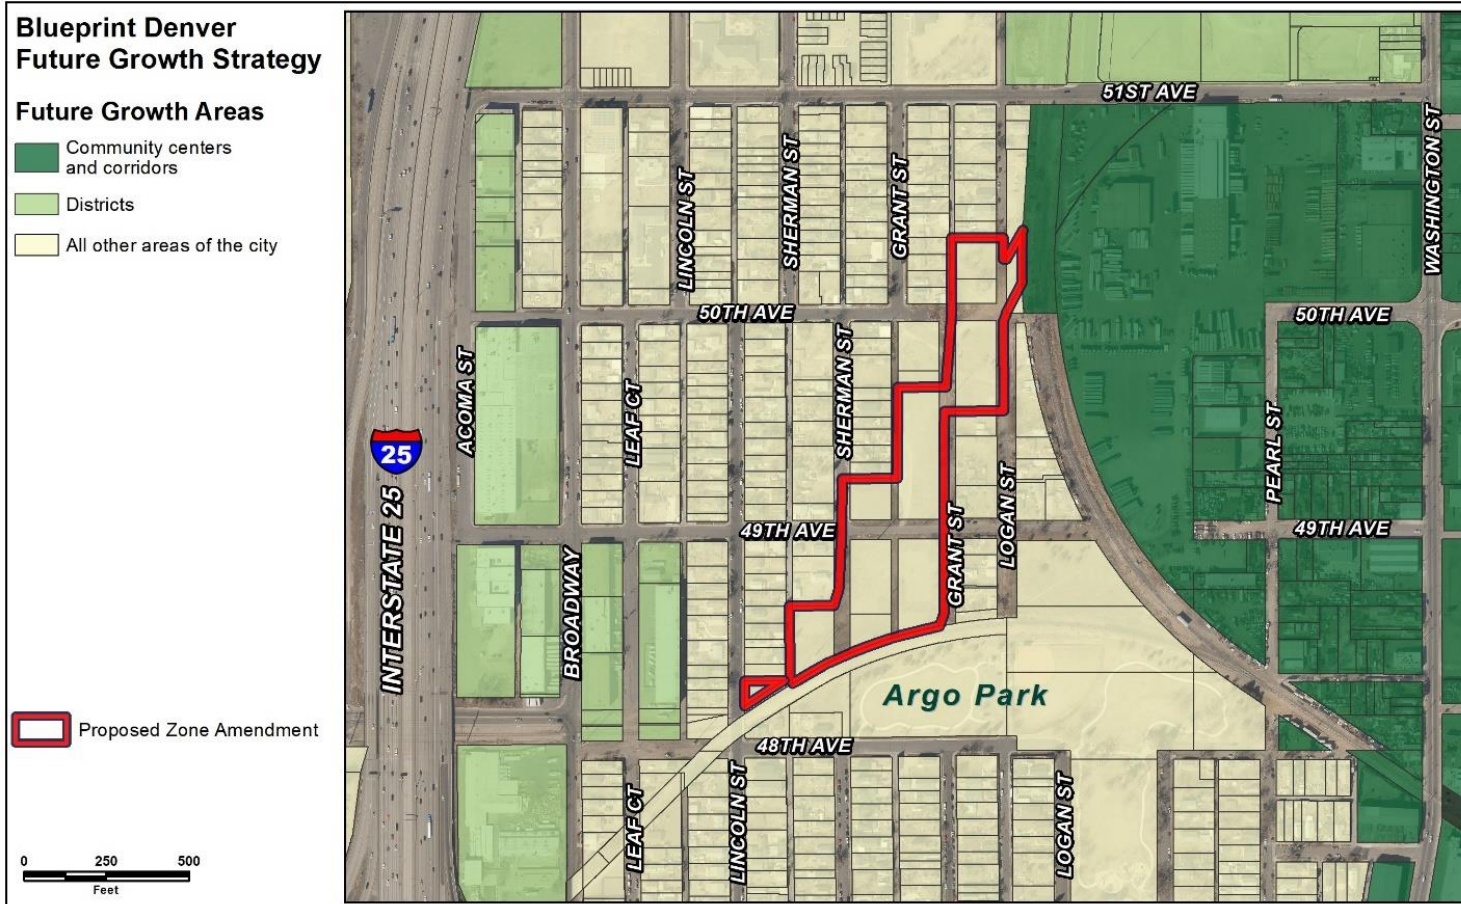 Blueprint Denver
Future Growth Strategy
Future Growth Areas
Community centers
and corridors
Districts
All other areas of the city
Proposed Zone Amendment
0 250 500
Feet
51ST AVE
WASHINGTON ST
LINCOLN ST
SHERMAN ST
GRANT ST
50TH AVE
50TH AVE
ACOMA ST
LEAF CT
SHERMAN ST
PEARL ST
25
INTERSTATE 25
49TH AVE
GRANT ST
LOGAN ST
49TH AVE
BROADWAY
Argo Park
48TH AVE
LEAF CT
LINCOLN ST
LOGAN ST